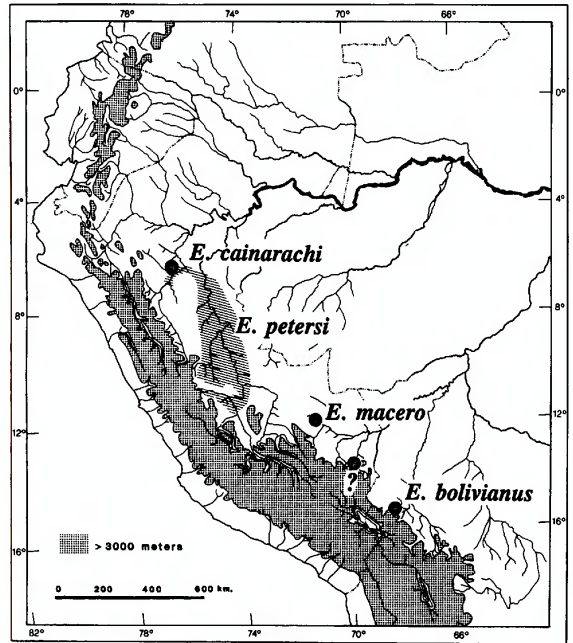 78° 74° 70° 66°
0° 0°
4° 4°
E. cainarachi
8° 8°
E. petersi
E. macero
12° 12°
?
E. bolivianus
16° 16°
> 3000 meters
0 200 400 600 km.
82° 78° 74° 70° 66°